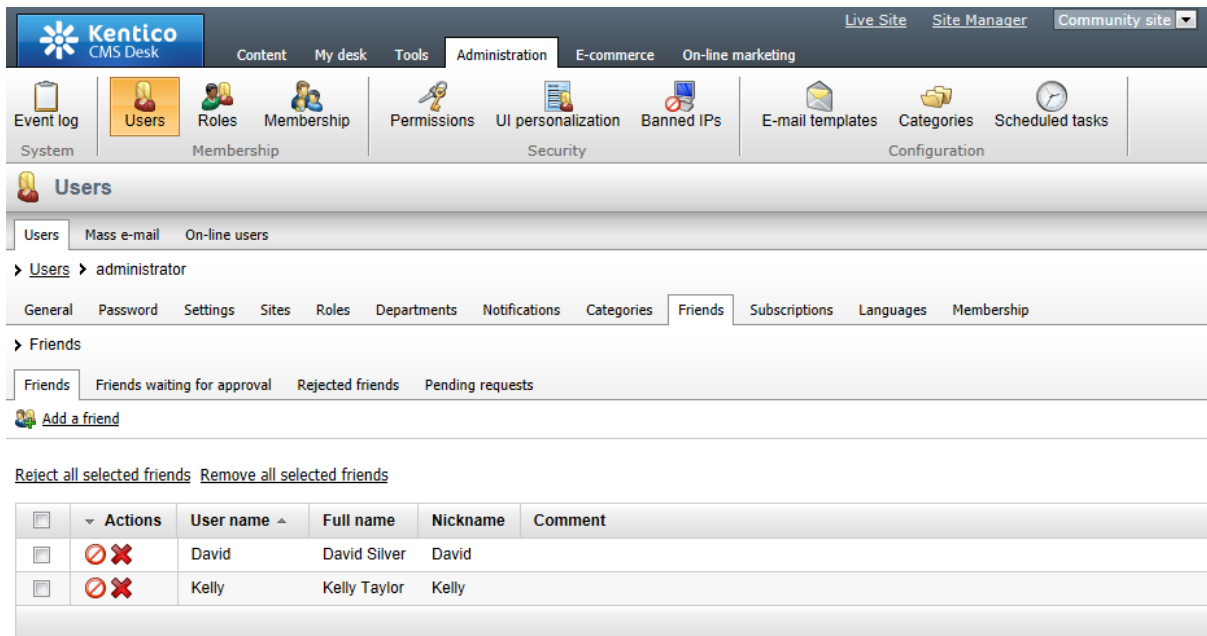 Live Site Site Manager Community site
Kentico
CMS Desk
Content My desk Tools Administration E-commerce On-line marketing
Event log Users Roles Membership Permissions UI personalization Banned IPs E-mail templates Categories Scheduled tasks
System Membership Security Configuration
Users
Users Mass e-mail On-line users
Users administrator
General Password Settings Sites Roles Departments Notifications Categories Friends Subscriptions Languages Membership
Friends
Friends Friends waiting for approval Rejected friends Pending requests
Add a friend
Reject all selected friends Remove all selected friends
Actions User name Full name Nickname Comment
David David Silver David
Kelly Kelly Taylor Kelly